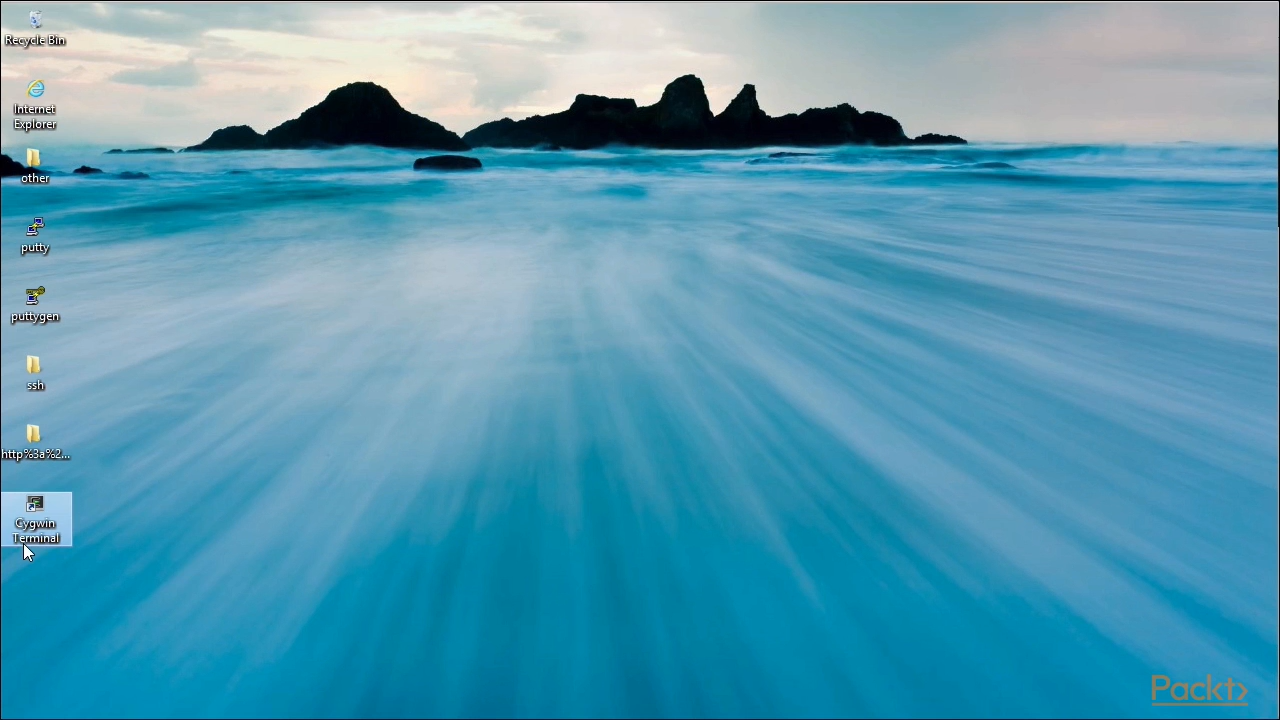 Recycle Bin
Internet
Explorer
other
putty
puttygen
ssh
http%3a%2...
Cygwin
Terminal
Packt>